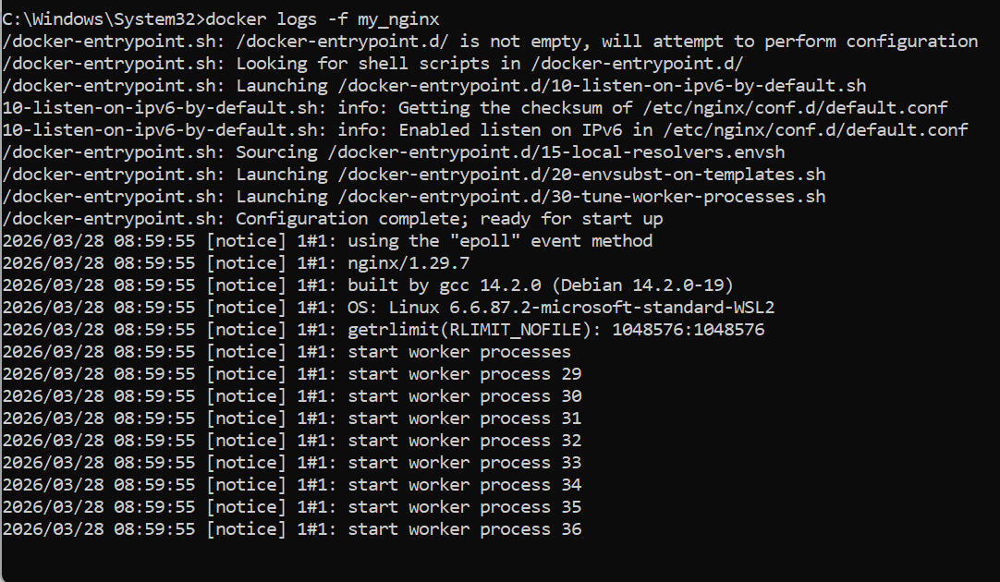 C:\Windows\System32>docker logs -f my_nginx
/docker-entrypoint.sh: /docker-entrypoint.d/ is not empty, will attempt to perform configuration
/docker-entrypoint.sh: Looking for shell scripts in /docker-entrypoint.d/
/docker-entrypoint.sh: Launching /docker-entrypoint.d/10-listen-on-ipv6-by-default.sh
10-listen-on-ipv6-by-default.sh: info: Getting the checksum of /etc/nginx/conf.d/default.conf
10-listen-on-ipv6-by-default.sh: info: Enabled listen on IPv6 in /etc/nginx/conf.d/default.conf
/docker-entrypoint.sh: Sourcing /docker-entrypoint.d/15-local-resolvers.envsh
/docker-entrypoint.sh: Launching /docker-entrypoint.d/20-envsubst-on-templates.sh
/docker-entrypoint.sh: Launching /docker-entrypoint.d/30-tune-worker-processes.sh
/docker-entrypoint.sh: Configuration complete; ready for start up
2026/03/28 08:59:55 [notice] 1#1: using the "epoll" event method
2026/03/28 08:59:55 [notice] 1#1: nginx/1.29.7
2026/03/28 08:59:55 [notice] 1#1: built by gcc 14.2.0 (Debian 14.2.0-19)
2026/03/28 08:59:55 [notice] 1#1: OS: Linux 6.6.87.2-microsoft-standard-WSL2
2026/03/28 08:59:55 [notice] 1#1: getrlimit(RLIMIT_NOFILE): 1048576:1048576
2026/03/28 08:59:55 [notice] 1#1: start worker processes
2026/03/28 08:59:55 [notice] 1#1: start worker process 29
2026/03/28 08:59:55 [notice] 1#1: start worker process 30
2026/03/28 08:59:55 [notice] 1#1: start worker process 31
2026/03/28 08:59:55 [notice] 1#1: start worker process 32
2026/03/28 08:59:55 [notice] 1#1: start worker process 33
2026/03/28 08:59:55 [notice] 1#1: start worker process 34
2026/03/28 08:59:55 [notice] 1#1: start worker process 35
2026/03/28 08:59:55 [notice] 1#1: start worker process 36